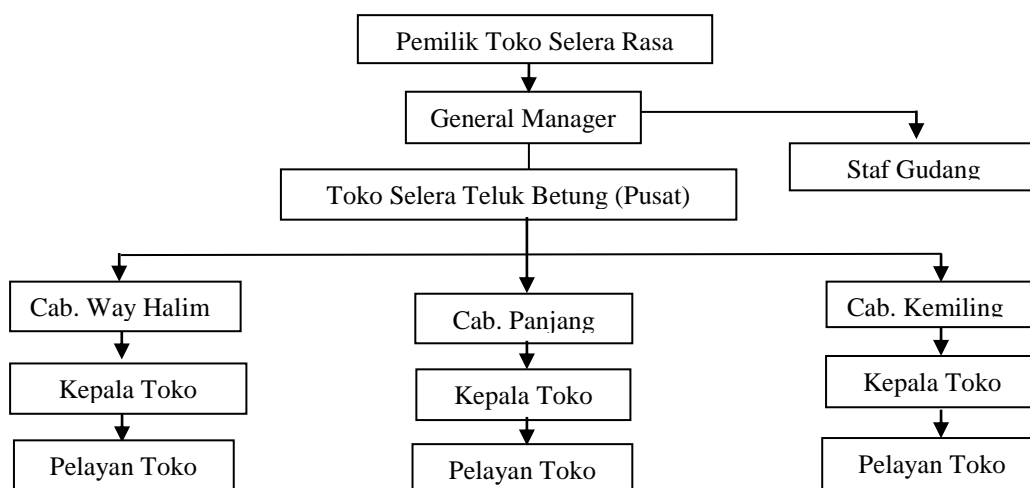 Pemilik Toko Selera Rasa
General Manager
Staf Gudang
Toko Selera Teluk Betung (Pusat)
Cab. Way Halim
Cab. Panjang
Cab. Kemiling
Kepala Toko
Kepala Toko
Kepala Toko
Pelayan Toko
Pelayan Toko
Pelayan Toko